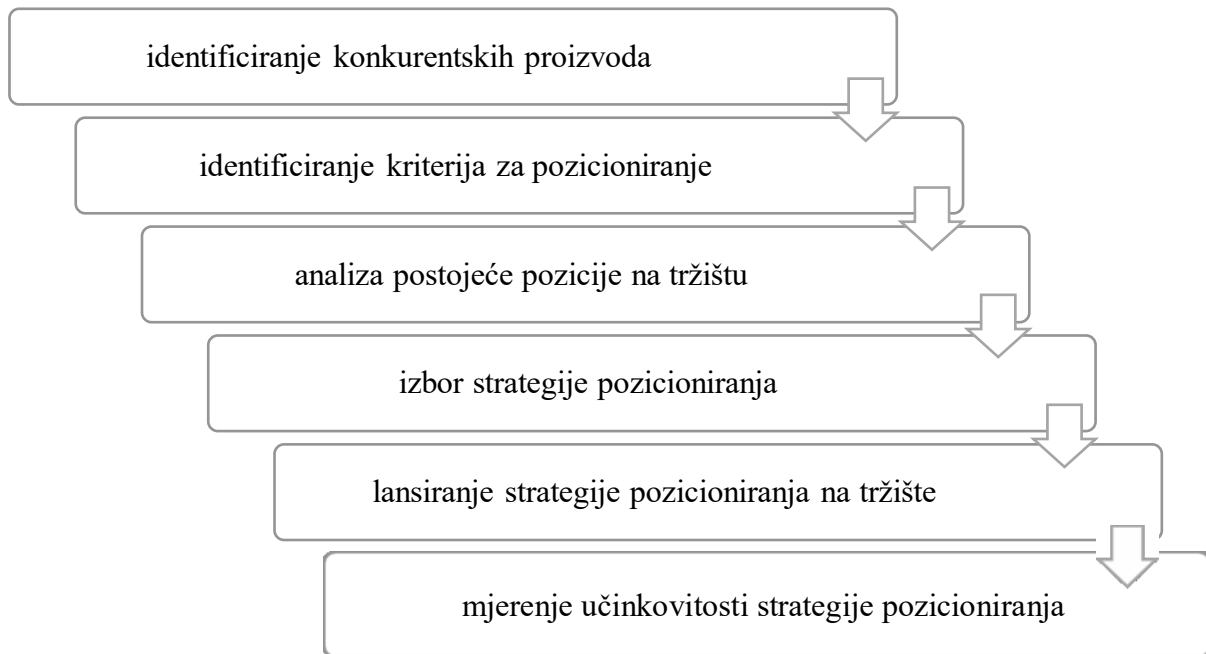 identificiranje konkurentskih proizvoda
identificiranje kriterija za pozicioniranje
analiza postojeće pozicije na tržištu
izbor strategije pozicioniranja
lansiranje strategije pozicioniranja na tržište
mjerenje učinkovitosti strategije pozicioniranja